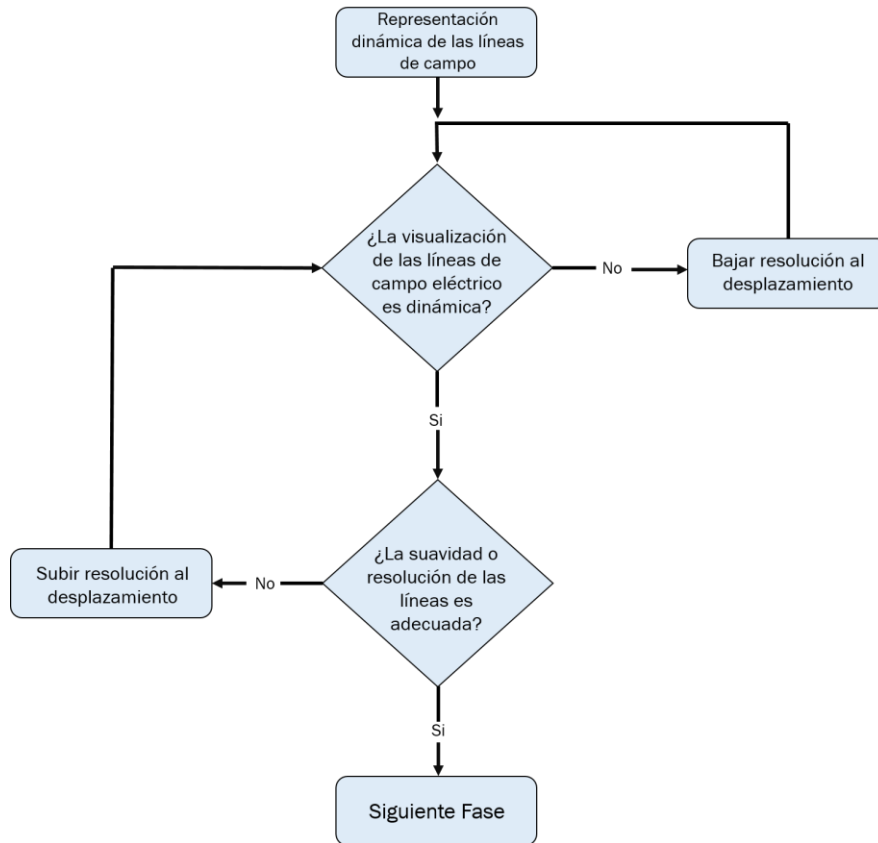 Representación
dinámica de las líneas
de campo
¿La visualización
de las líneas de
campo eléctrico
es dinámica?
No
Bajar resolución al
desplazamiento
Si
¿La suavidad o
resolución de las
líneas es
adecuada?
No
Subir resolución al
desplazamiento
Si
Siguiente Fase